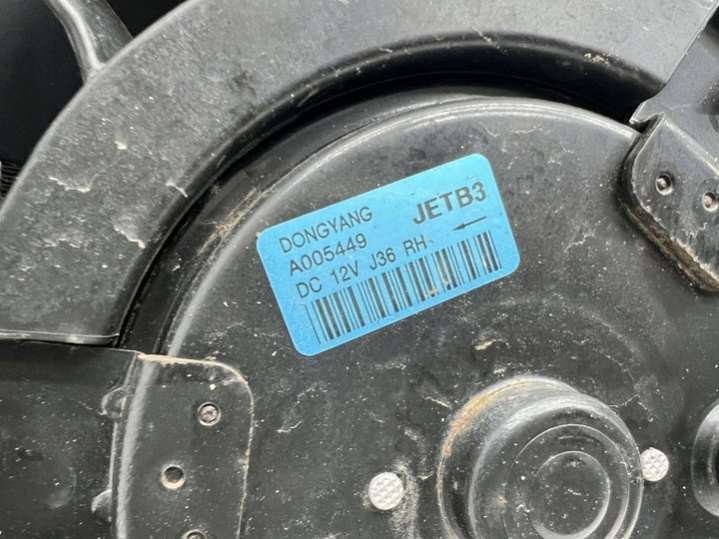 DONGYANG JETB3
A005449
DC 12V J36 RH